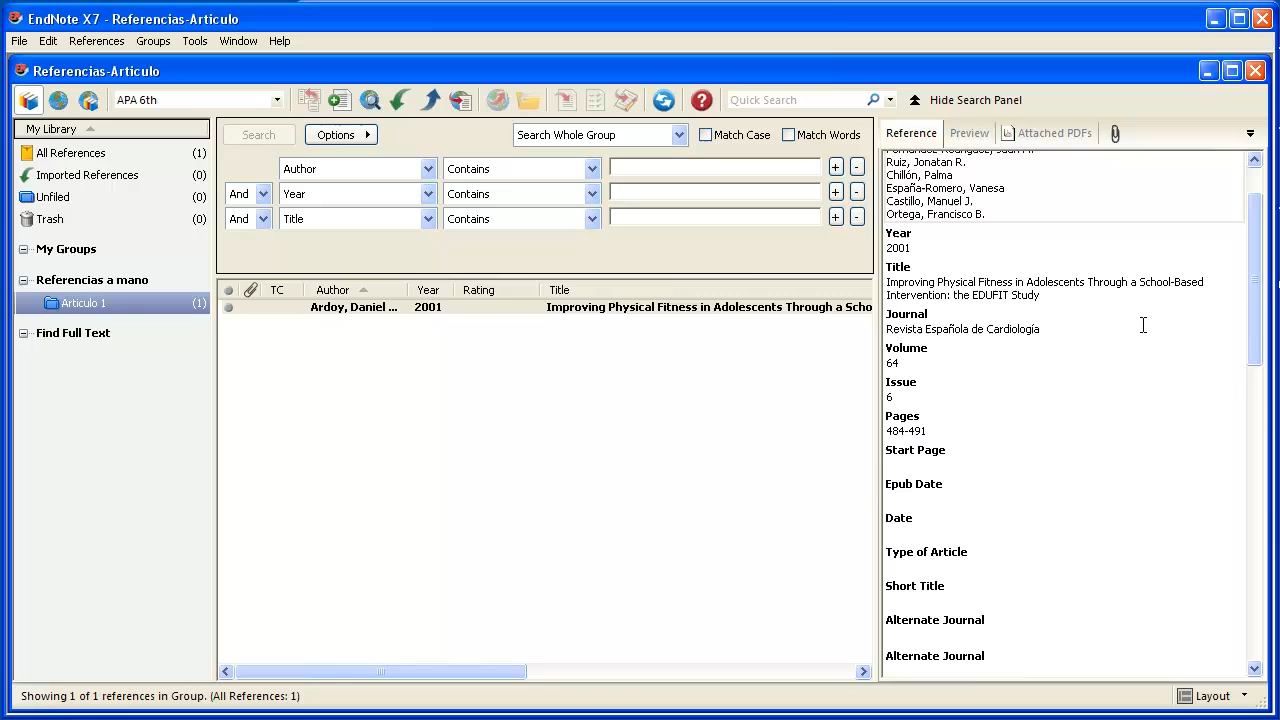 EndNote X7 - Referencias-Articulo
File Edit References Groups Tools Window Help
Referencias-Articulo
APA 6th
Quick Search
Hide Search Panel
My Library
All References (1)
Imported References (0)
Unfiled (0)
Trash (0)
My Groups
Referencias a mano
Articulo 1 (1)
Find Full Text
Search
Options
Search Whole Group
Match Case
Match Words
Author Contains
And Year Contains
And Title Contains
TC Author Year Rating Title
Ardoy, Daniel ... 2001 Improving Physical Fitness in Adolescents Through a Scho
Reference Preview Attached PDFs
Ruiz, Jonatan R.
Chillón, Palma
España-Romero, Vanesa
Castillo, Manuel J.
Ortega, Francisco B.
Year
2001
Title
Improving Physical Fitness in Adolescents Through a School-Based
Intervention: the EDUFIT Study
Journal
Revista Española de Cardiología
Volume
64
Issue
6
Pages
484-491
Start Page
Epub Date
Date
Type of Article
Short Title
Alternate Journal
Alternate Journal
Showing 1 of 1 references in Group. (All References: 1)
Layout